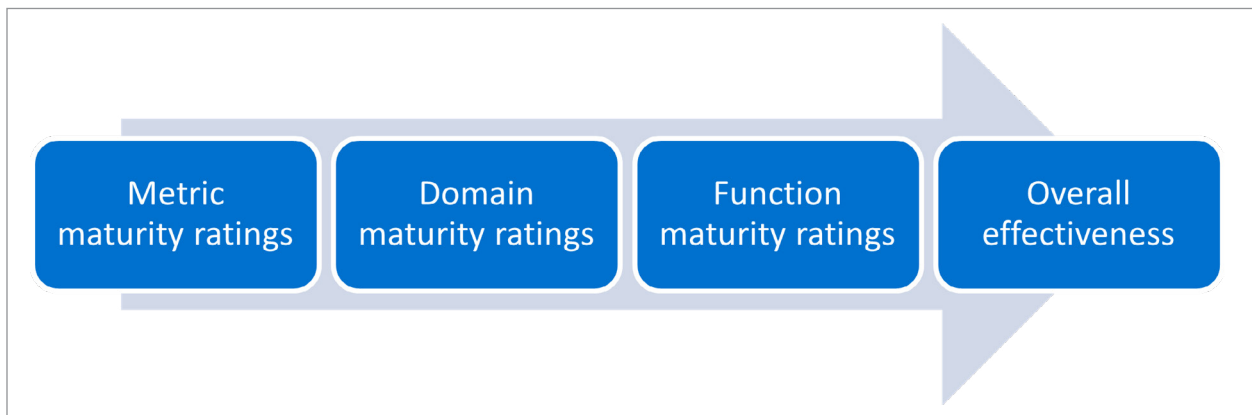 Metric
maturity ratings
Domain
maturity ratings
Function
maturity ratings
Overall
effectiveness